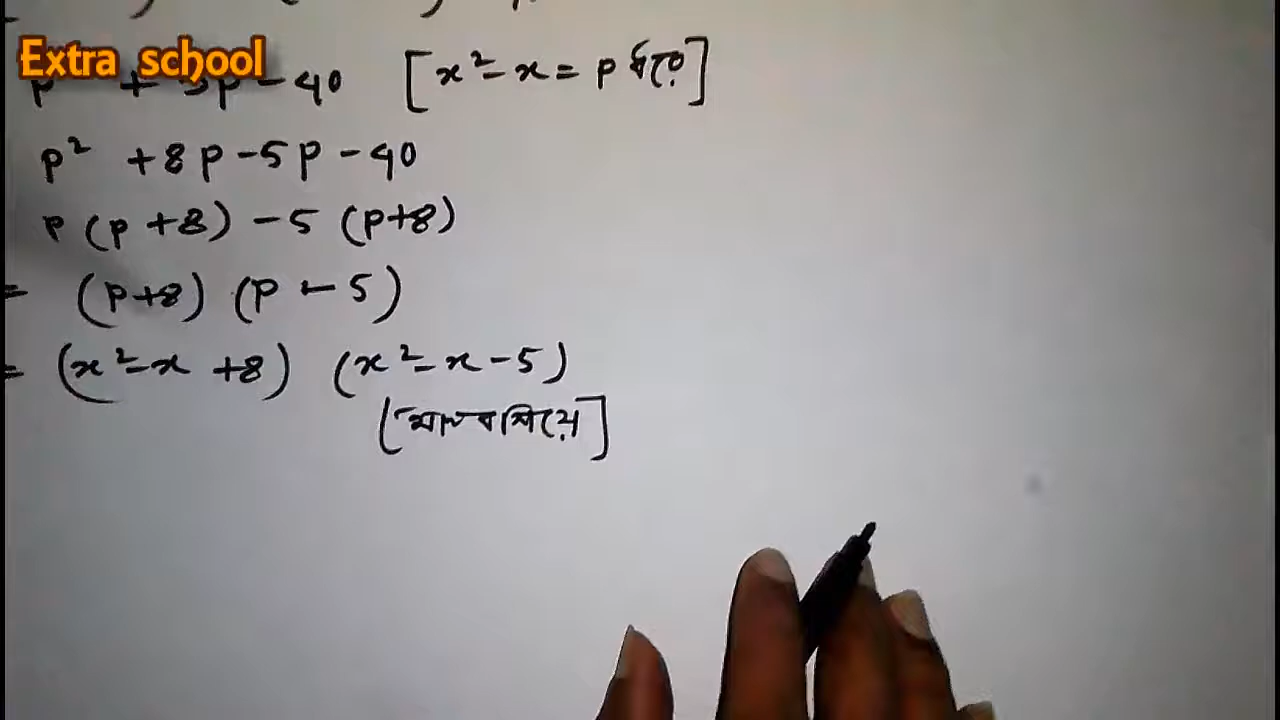 Extra school
+ 3p - 40 [x² - x = p ধরে]
p² + 8p - 5p - 40
p (p + 8) - 5 (p+8)
= (p+8) (p - 5)
= (x² - x + 8) (x² - x - 5)
[মান বসিয়ে]